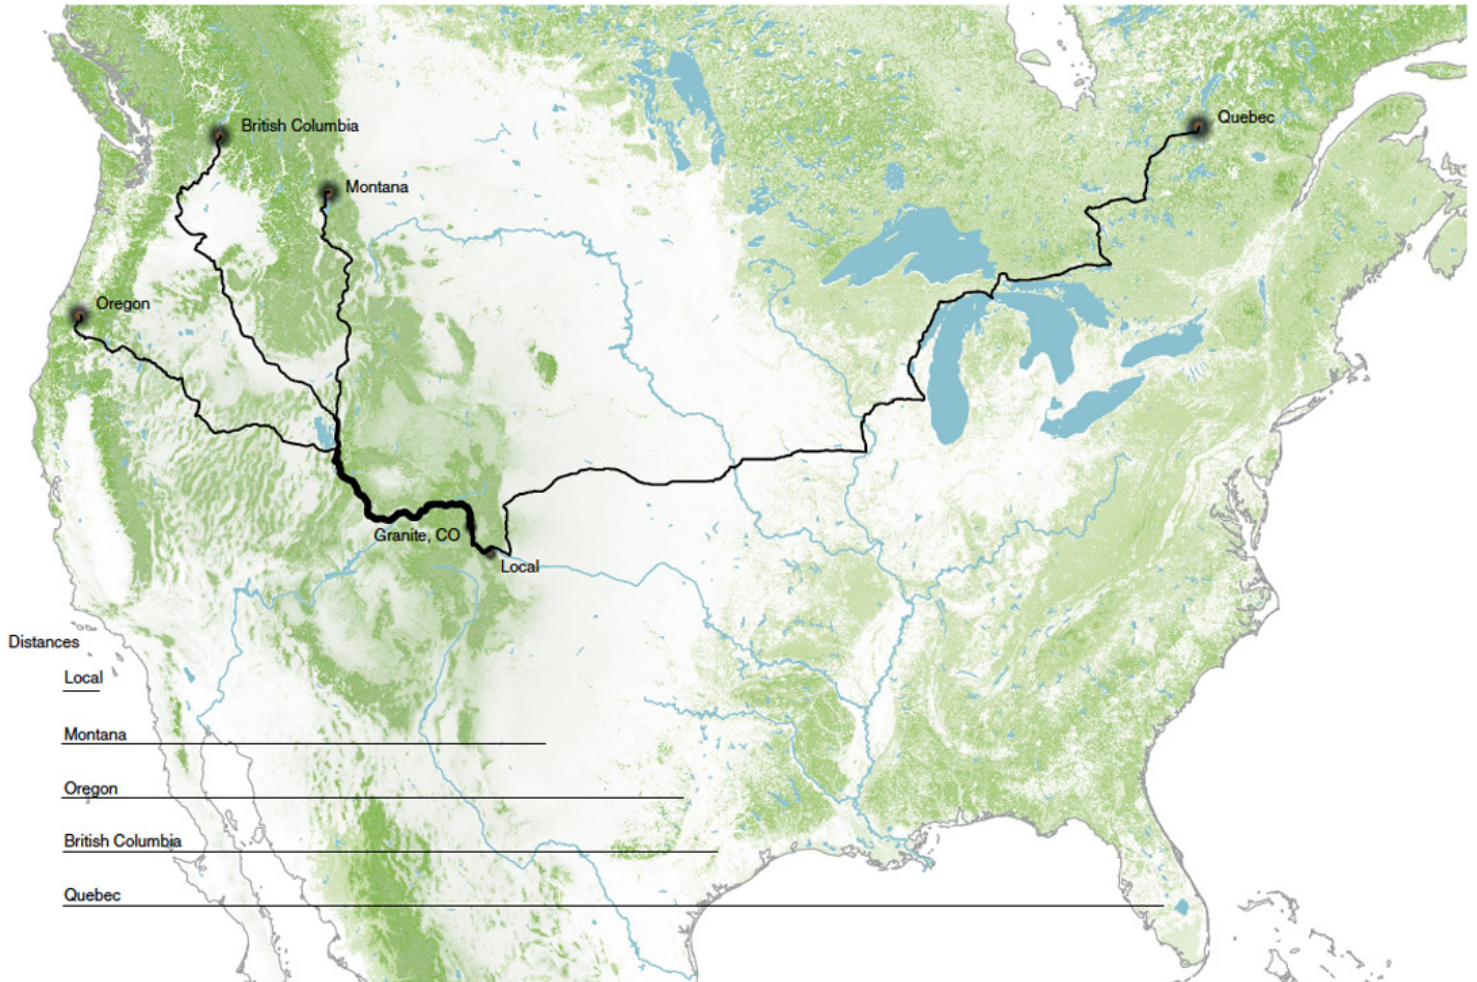 British Columbia
Quebec
Montana
Oregon
Granite, CO
Local
Distances
Local
Montana
Oregon
British Columbia
Quebec